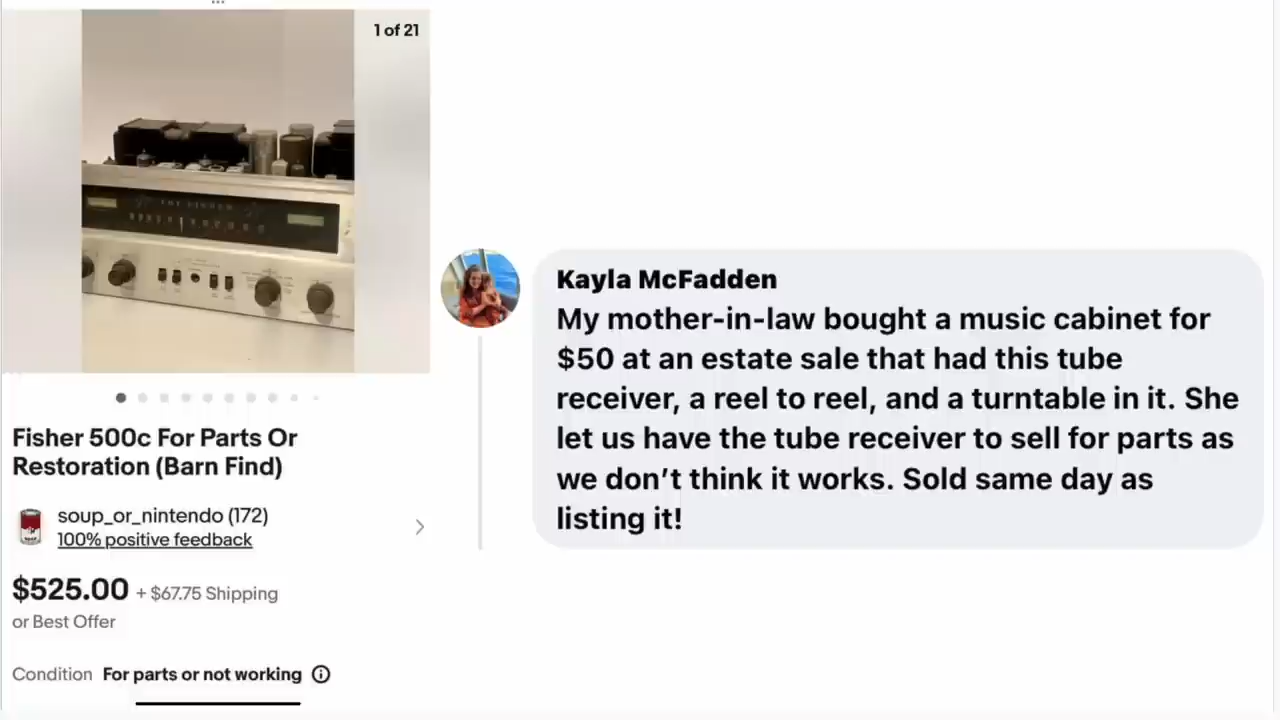 1 of 21
THE FISHER
Fisher 500c For Parts Or
Restoration (Barn Find)
soup_or_nintendo (172)
100% positive feedback
$525.00 + $67.75 Shipping
or Best Offer
Condition For parts or not working
Kayla McFadden
My mother-in-law bought a music cabinet for
$50 at an estate sale that had this tube
receiver, a reel to reel, and a turntable in it. She
let us have the tube receiver to sell for parts as
we don’t think it works. Sold same day as
listing it!